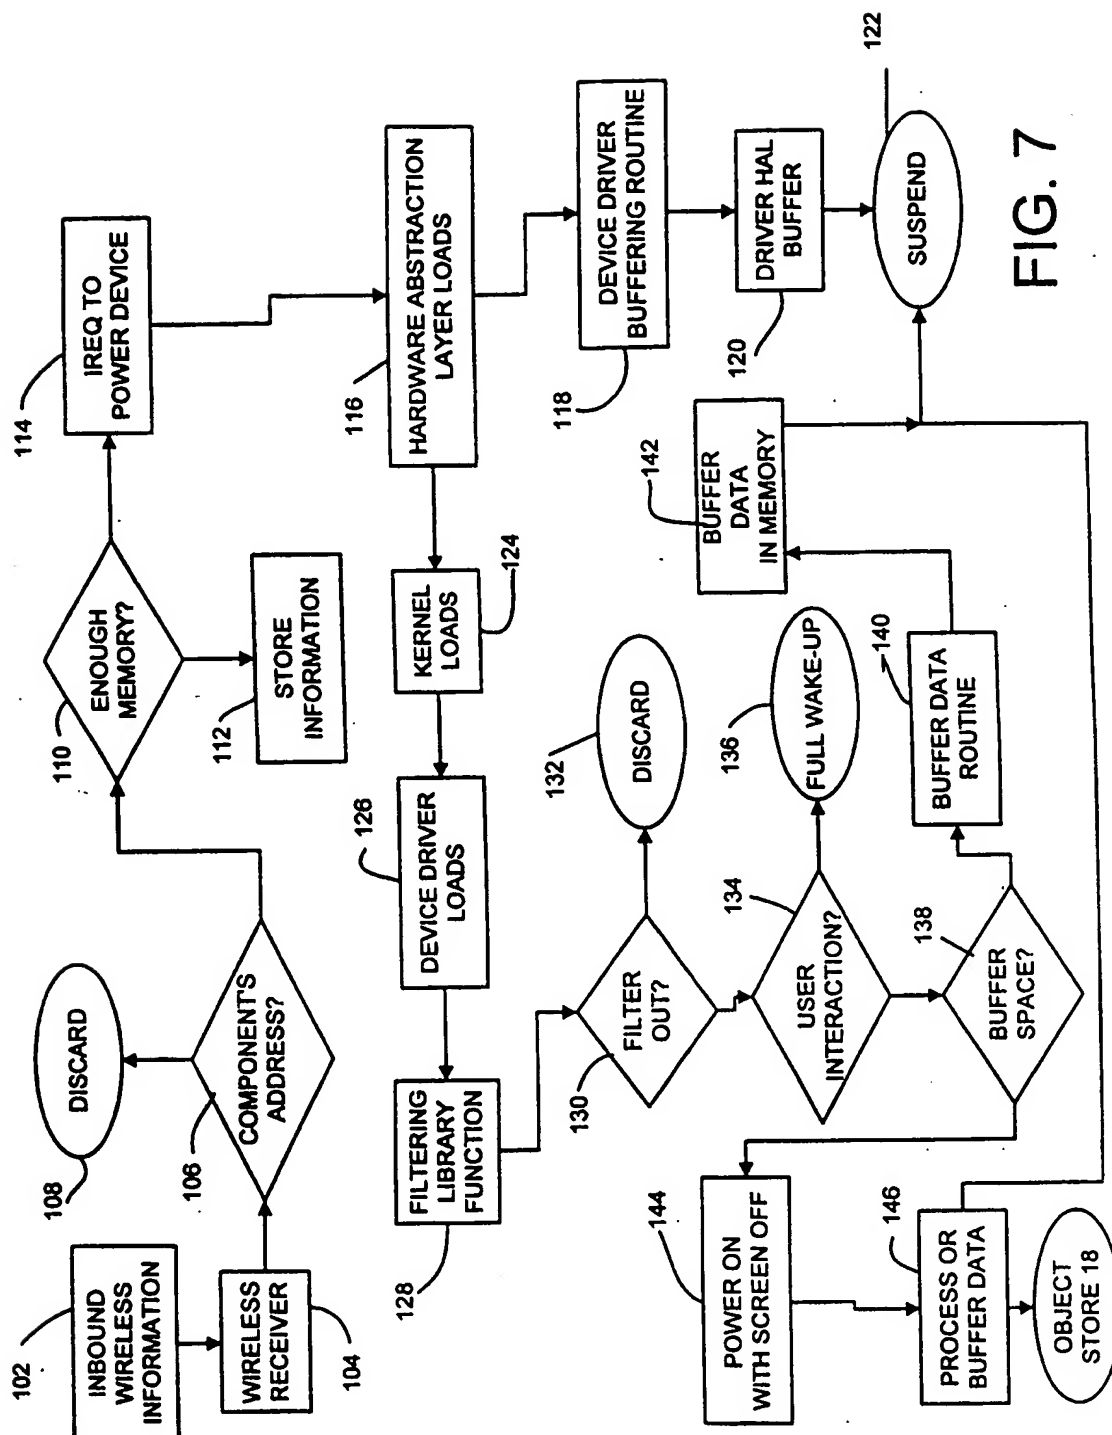 102
INBOUND
WIRELESS
INFORMATION
WIRELESS
RECEIVER
104
108
DISCARD
106
COMPONENT'S
ADDRESS?
110
ENOUGH
MEMORY?
112
STORE
INFORMATION
114
IREQ TO
POWER DEVICE
116
HARDWARE ABSTRACTION
LAYER LOADS
118
DEVICE DRIVER
BUFFERING ROUTINE
120
DRIVER HAL
BUFFER
122
SUSPEND
124
KERNEL
LOADS
126
DEVICE DRIVER
LOADS
128
FILTERING
LIBRARY
FUNCTION
130
FILTER
OUT?
132
DISCARD
134
USER
INTERACTION?
136
FULL WAKE-UP
138
BUFFER
SPACE?
140
BUFFER DATA
ROUTINE
142
BUFFER
DATA
IN MEMORY
144
POWER ON
WITH SCREEN OFF
146
PROCESS OR
BUFFER DATA
OBJECT
STORE 18
FIG. 7